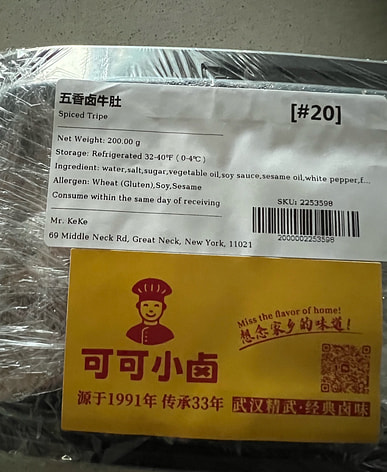 五香卤牛肚
[#20]
Spiced Tripe
Net Weight: 200.00 g
Storage: Refrigerated 32-40°F ( 0-4°C )
Ingredient: water,salt,sugar,vegetable oil,soy sauce,sesame oil,white pepper,f...
Allergen: Wheat (Gluten),Soy,Sesame
Consume within the same day of receiving
SKU: 2253598
2000002253598
Mr. KeKe
69 Middle Neck Rd, Great Neck, New York, 11021
Miss the flavor of home!
想念家乡的味道!
可可小卤
源于1991年 传承33年 武汉精武·经典卤味